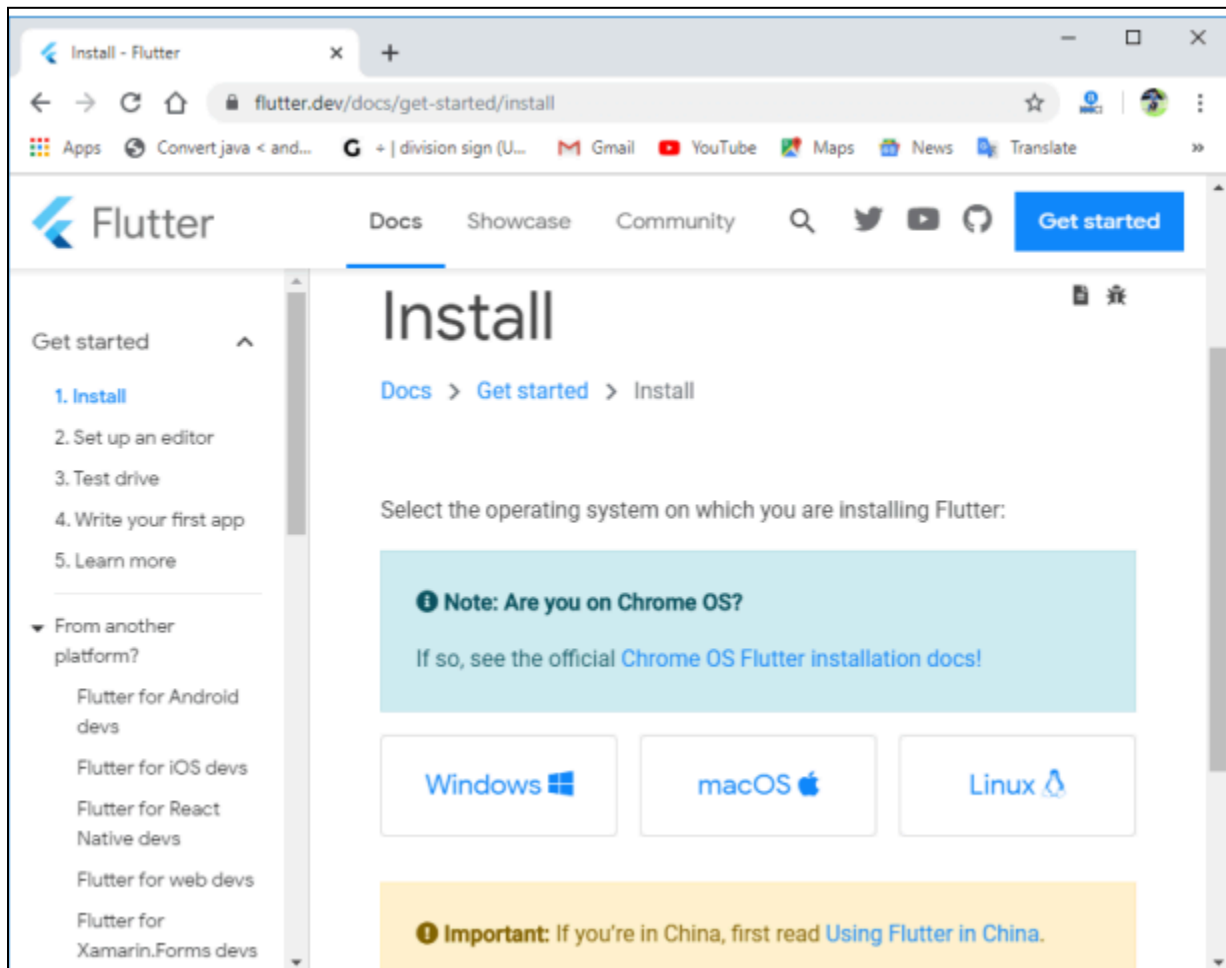 Install - Flutter
flutter.dev/docs/get-started/install
Apps Convert java < and... G ÷ | division sign (U... Gmail YouTube Maps News Translate »
Flutter Docs Showcase Community Get started
Get started
1. Install
2. Set up an editor
3. Test drive
4. Write your first app
5. Learn more
From another
platform?
Flutter for Android
devs
Flutter for iOS devs
Flutter for React
Native devs
Flutter for web devs
Flutter for
Xamarin.Forms devs
Install
Docs > Get started > Install
Select the operating system on which you are installing Flutter:
Note: Are you on Chrome OS?
If so, see the official Chrome OS Flutter installation docs!
Windows macOS Linux
Important: If you're in China, first read Using Flutter in China.